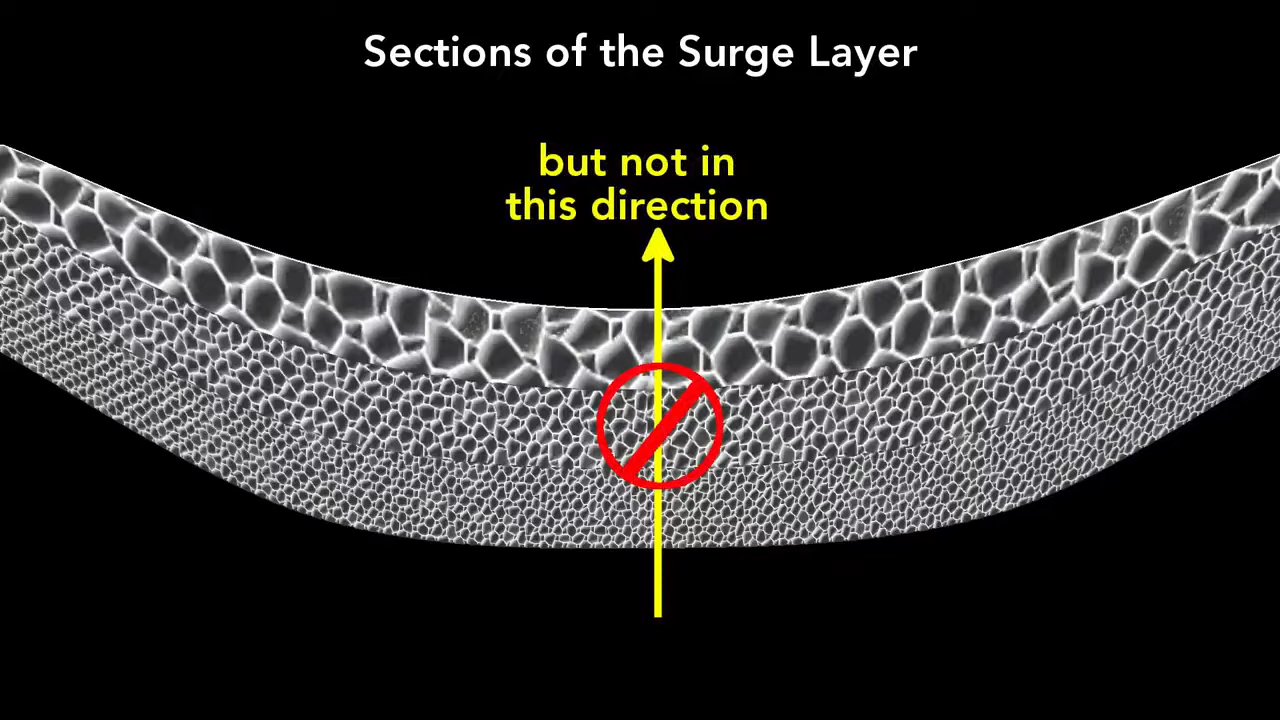 Sections of the Surge Layer
but not in
this direction